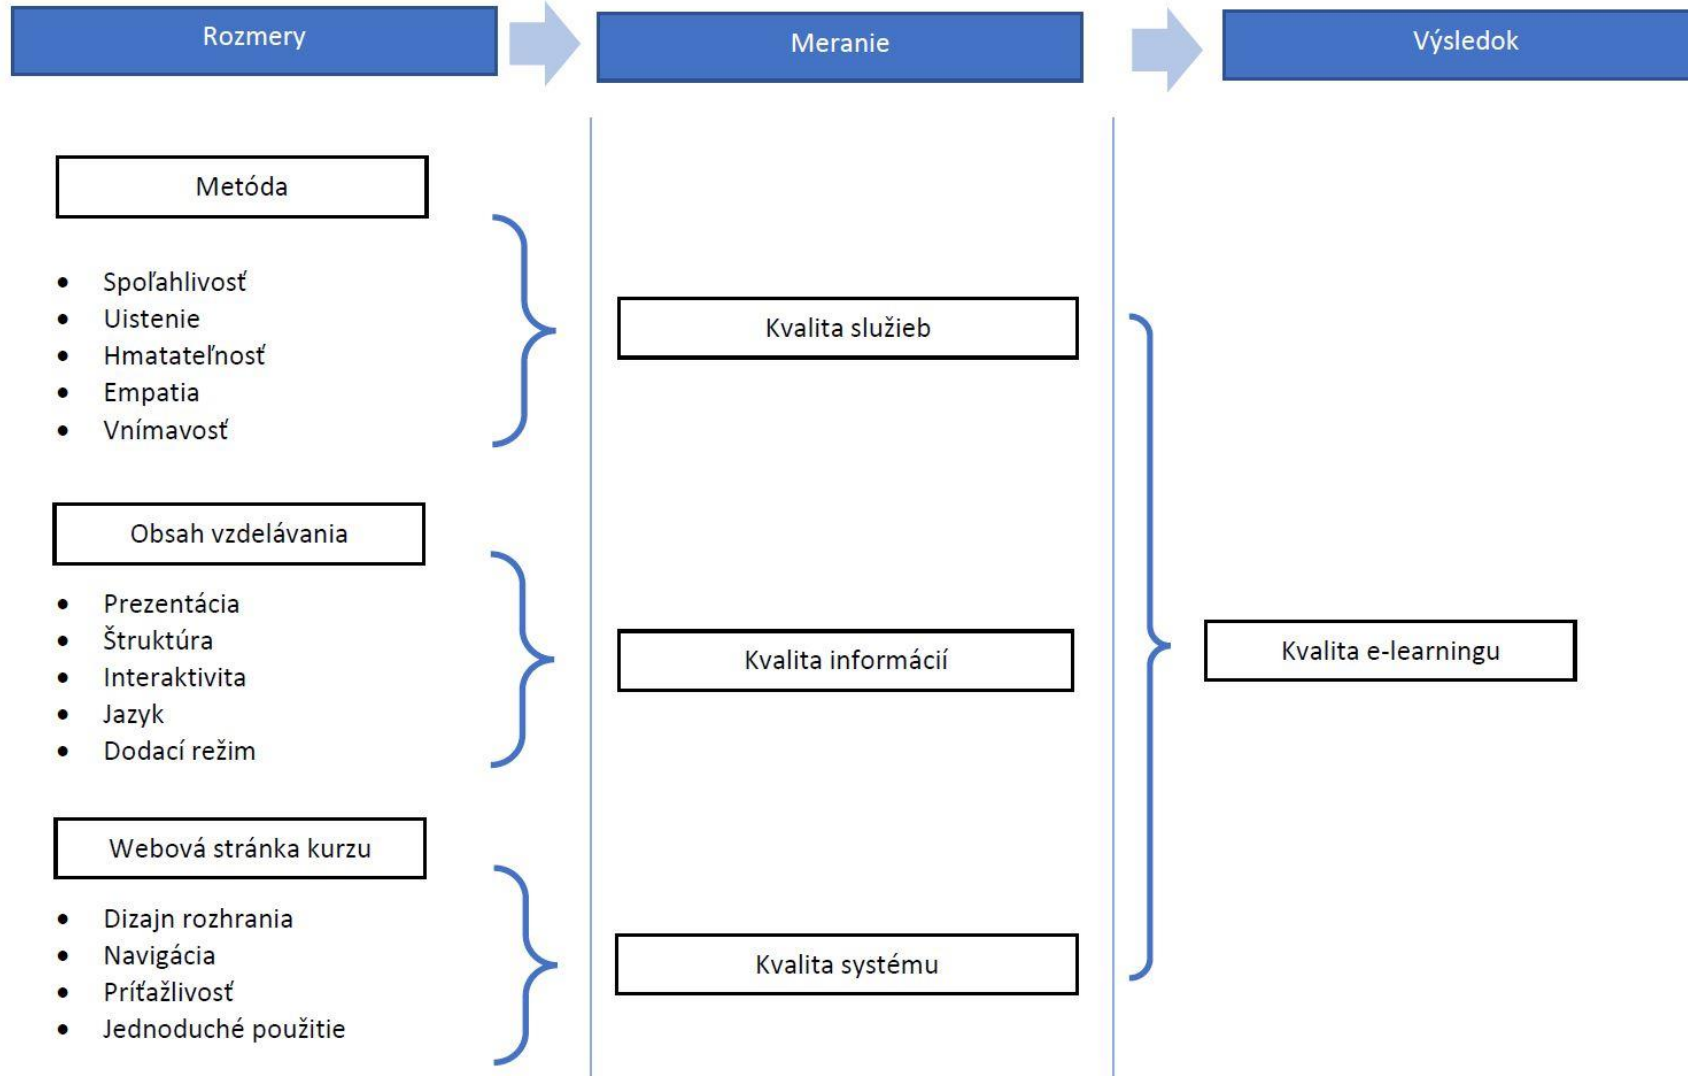 Rozmery
Meranie
Výsledok
Metóda
• Spoľahlivosť
• Uistenie
• Hmatateľnosť
• Empatia
• Vnímavosť
Kvalita služieb
Obsah vzdelávania
• Prezentácia
• Štruktúra
• Interaktivita
• Jazyk
• Dodací režim
Kvalita informácií
Kvalita e-learningu
Webová stránka kurzu
• Dizajn rozhrania
• Navigácia
• Príťažlivosť
• Jednoduché použitie
Kvalita systému